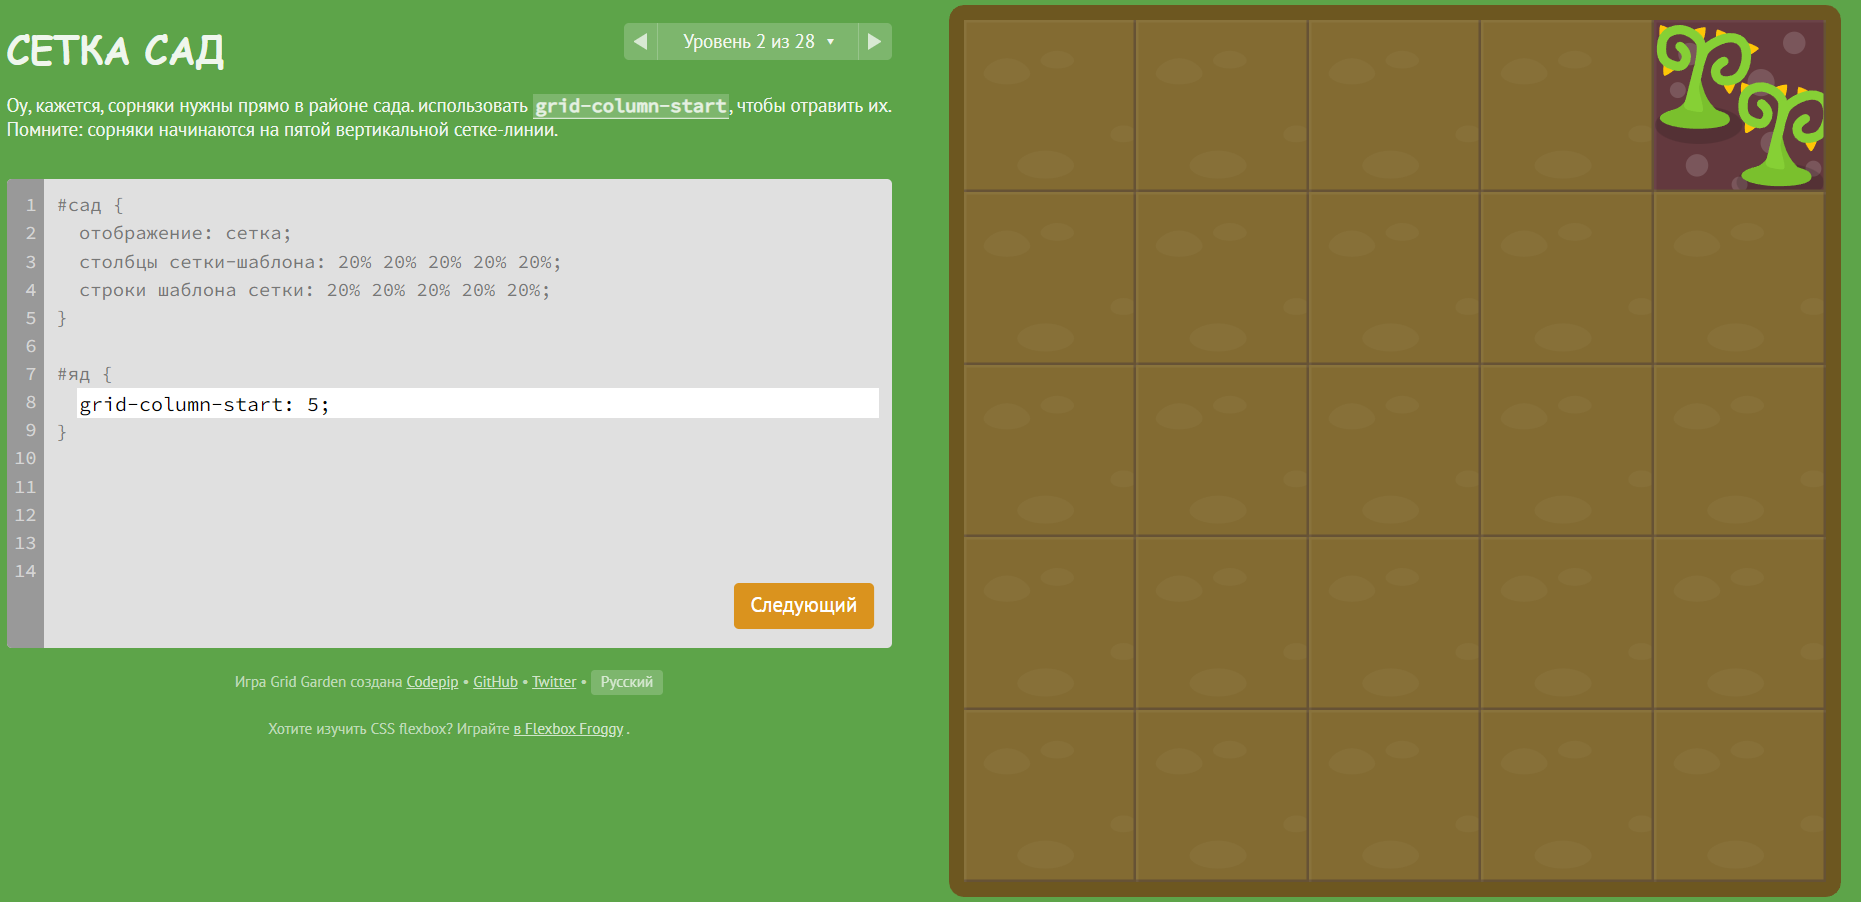 СЕТКА САД
◀ Уровень 2 из 28 ▾ ▶
Оу, кажется, сорняки нужны прямо в районе сада. использовать grid-column-start, чтобы отравить их.
Помните: сорняки начинаются на пятой вертикальной сетке-линии.
1 #сад {
2 отображение: сетка;
3 столбцы сетки-шаблона: 20% 20% 20% 20% 20%;
4 строки шаблона сетки: 20% 20% 20% 20% 20%;
5 }
6
7 #яд {
8 grid-column-start: 5;
9 }
10
11
12
13
14
Следующий
Игра Grid Garden создана Codepip • GitHub • Twitter • Русский
Хотите изучить CSS flexbox? Играйте в Flexbox Froggy .